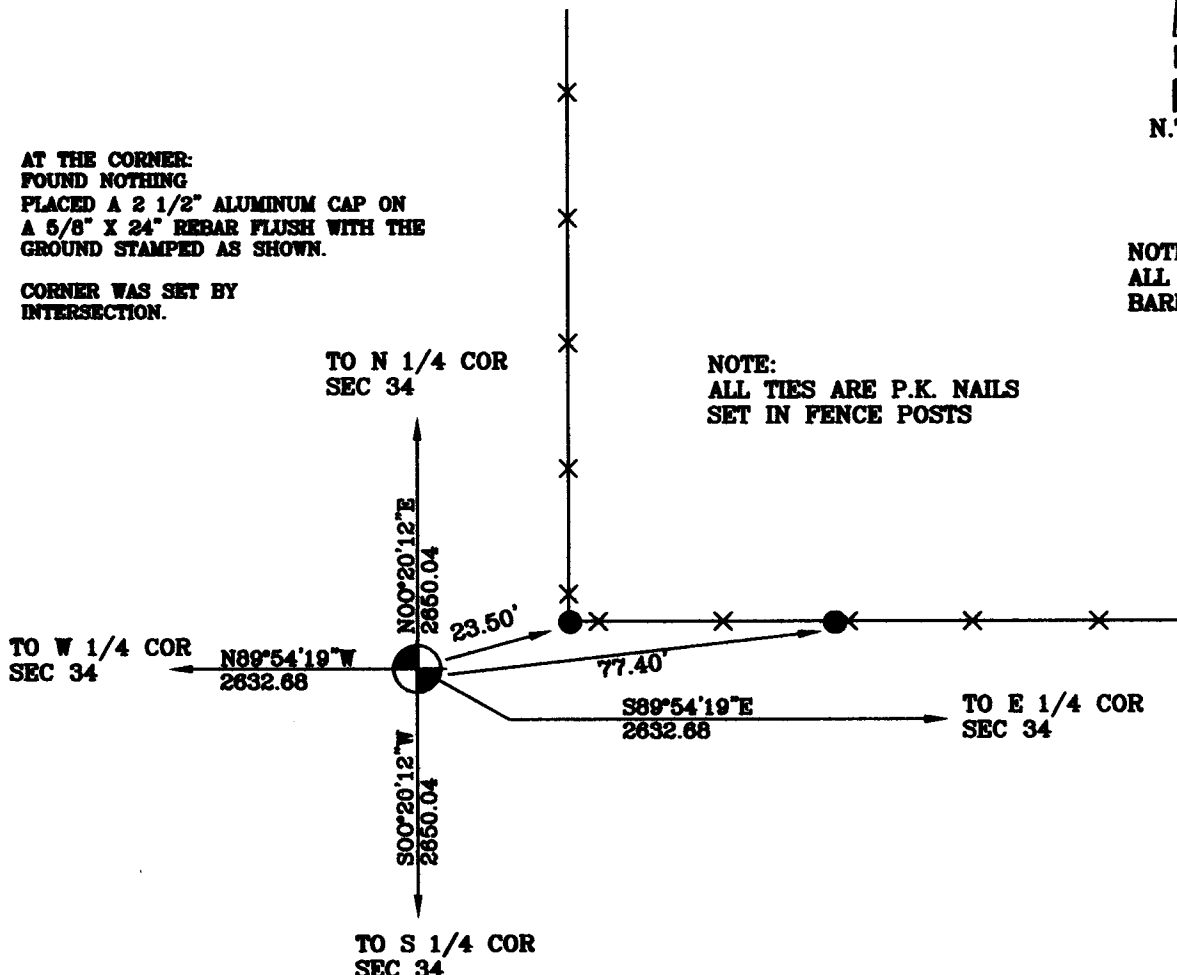 AT THE CORNER:
FOUND NOTHING
PLACED A 2 1/2" ALUMINUM CAP ON
A 5/8" X 24" REBAR FLUSH WITH THE
GROUND STAMPED AS SHOWN.
CORNER WAS SET BY
INTERSECTION.
TO N 1/4 COR
SEC 34
NOTE:
ALL TIES ARE P.K. NAILS
SET IN FENCE POSTS
ALL
N00°20'12"E
2650.04
23.50'
77.40'
TO W 1/4 COR
SEC 34
N89°54'19"W
2632.68
S89°54'19"E
2632.68
TO E 1/4 COR
SEC 34
S00°20'12"W
2650.04
TO S 1/4 COR
SEC 34